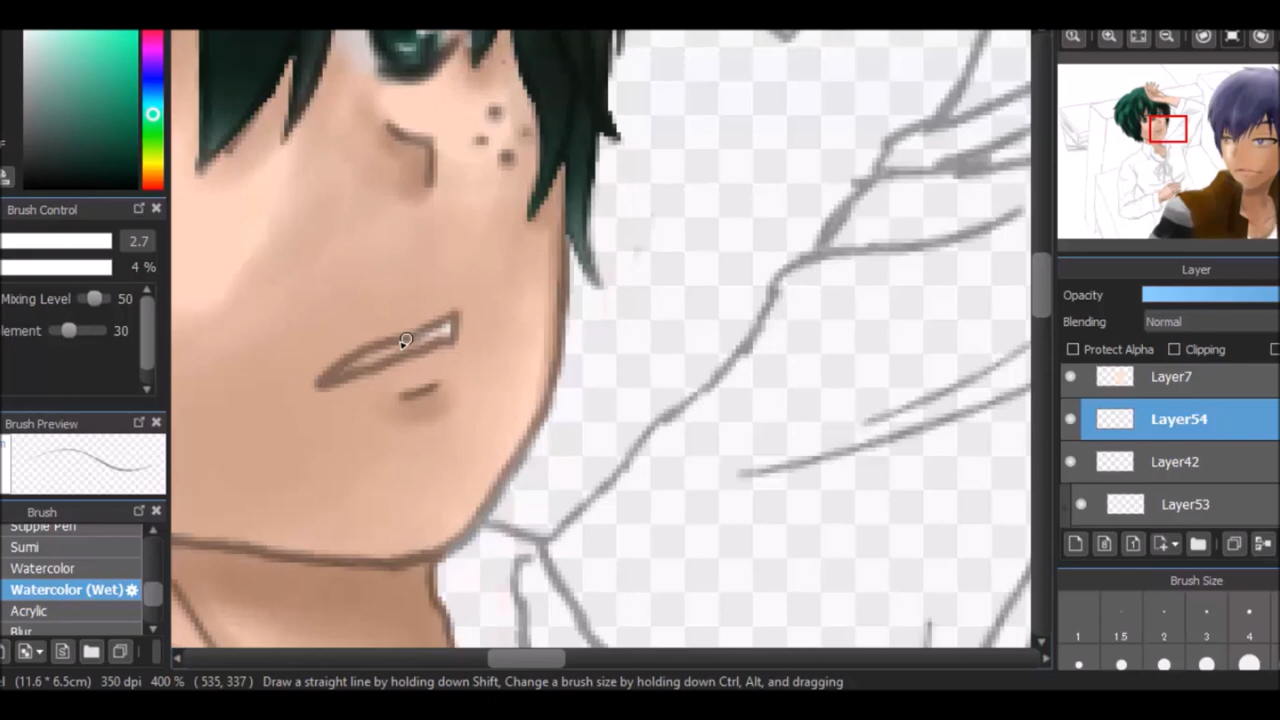 F
Brush Control
2.7
4 %
Mixing Level 50
lement 30
Brush Preview
Brush
Stipple Pen
Sumi
Watercolor
Watercolor (Wet)
Acrylic
Blur
Layer
Opacity
Blending Normal
Protect Alpha Clipping
Layer7
Layer54
Layer42
Layer53
Brush Size
1 1.5 2 3 4
el (11.6 * 6.5cm) 350 dpi 400 % ( 535, 337 ) Draw a straight line by holding down Shift, Change a brush size by holding down Ctrl, Alt, and dragging